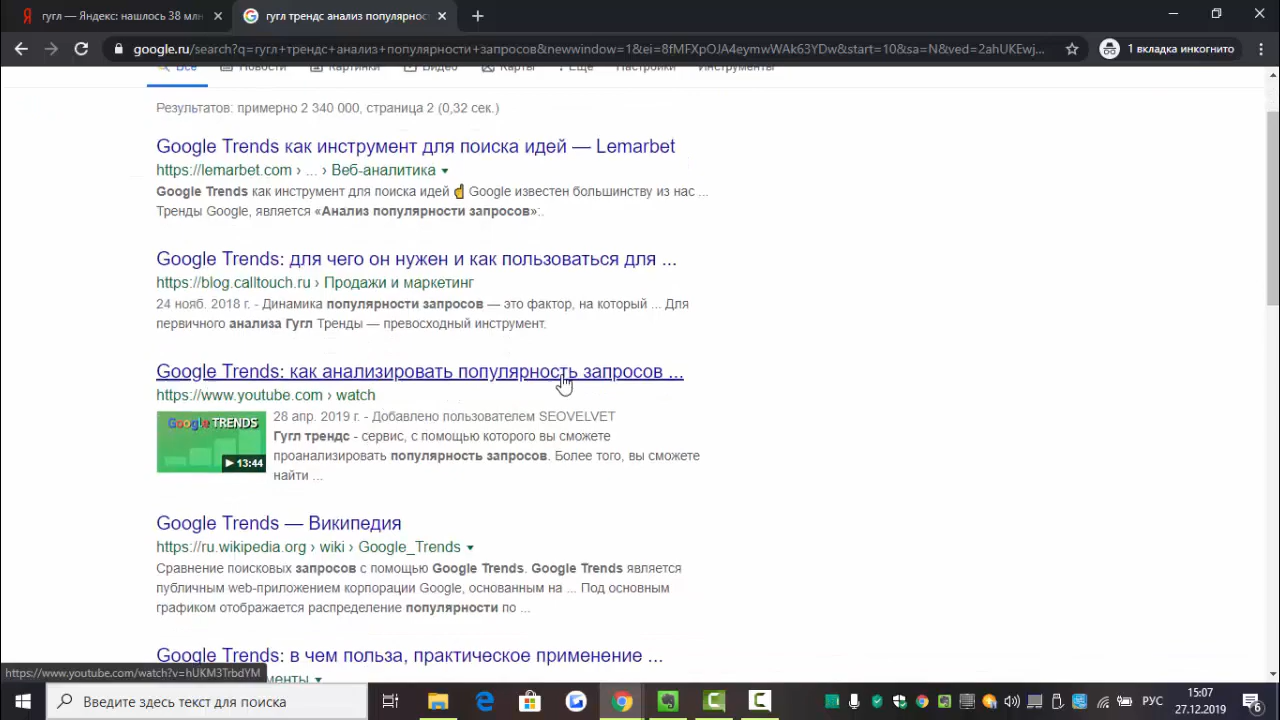 гугл — Яндекс: нашлось 38 млн
гугл трендс анализ популярнос
google.ru/search?q=гугл+трендс+анализ+популярности+запросов&newwindow=1&ei=8fMFXpOJA4eymwWAk63YDw&start=10&sa=N&ved=2ahUKEwj...
1 вкладка инкогнито
Все Новости Картинки Видео Карты Ещё Настройки Инструменты
Результатов: примерно 2 340 000, страница 2 (0,32 сек.)
Google Trends как инструмент для поиска идей — Lemarbet
https://lemarbet.com › ... › Веб-аналитика
Google Trends как инструмент для поиска идей ☝ Google известен большинству из нас ...
Тренды Google, является «Анализ популярности запросов»:.
Google Trends: для чего он нужен и как пользоваться для ...
https://blog.calltouch.ru › Продажи и маркетинг
24 нояб. 2018 г. - Динамика популярности запросов — это фактор, на который ... Для
первичного анализа Гугл Тренды — превосходный инструмент.
Google Trends: как анализировать популярность запросов ...
https://www.youtube.com › watch
Google TRENDS
13:44
28 апр. 2019 г. - Добавлено пользователем SEOVELVET
Гугл трендс - сервис, с помощью которого вы сможете
проанализировать популярность запросов. Более того, вы сможете
найти ...
Google Trends — Википедия
https://ru.wikipedia.org › wiki › Google_Trends
Сравнение поисковых запросов с помощью Google Trends. Google Trends является
публичным web-приложением корпорации Google, основанным на ... Под основным
графиком отображается распределение популярности по ...
Google Trends: в чем польза, практическое применение ...
https://www.youtube.com/watch?v=hUKM3TrbdYM
Введите здесь текст для поиска
РУС
15:07
27.12.2019
6